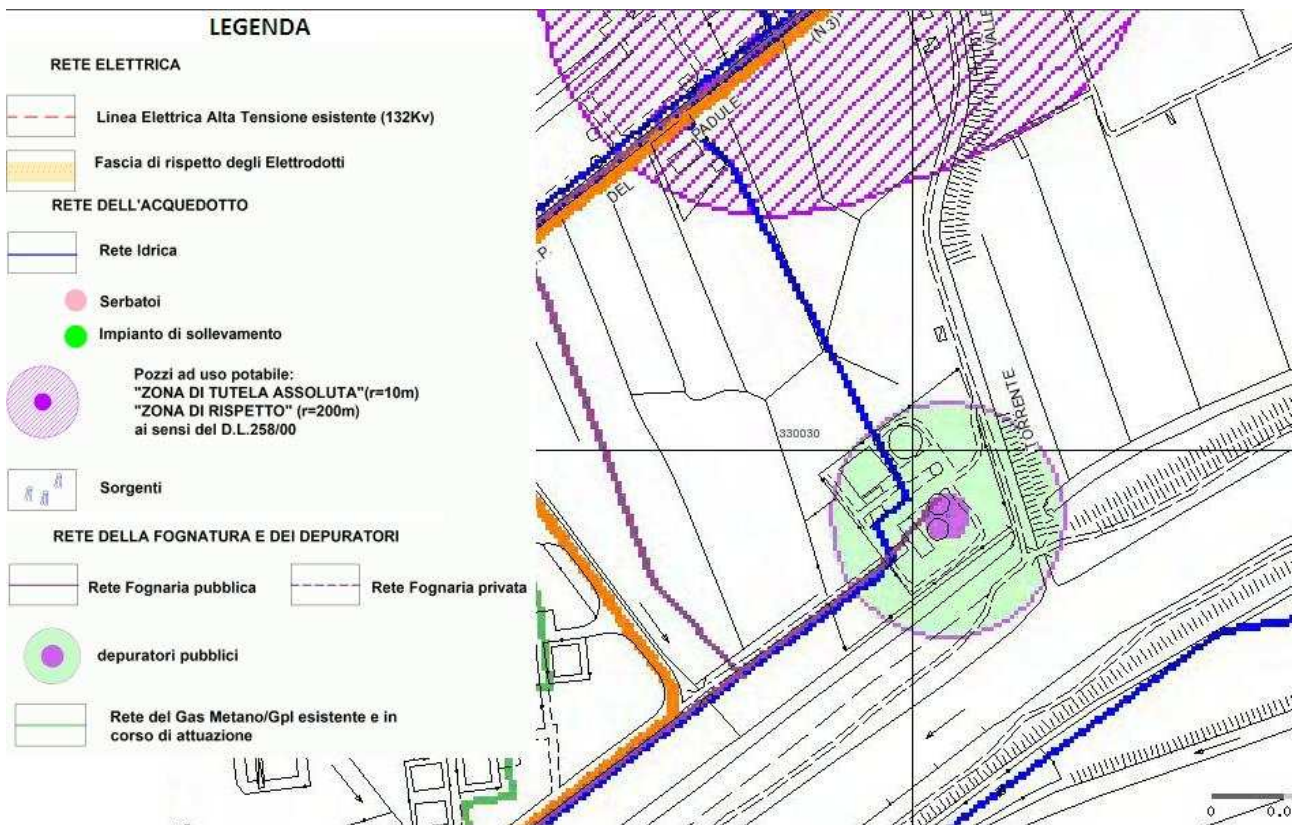 LEGENDA
RETE ELETTRICA
Linea Elettrica Alta Tensione esistente (132Kv)
Fascia di rispetto degli Elettrodotti
RETE DELL'ACQUEDOTTO
Rete Idrica
Serbatoi
Impianto di sollevamento
Pozzi ad uso potabile:
"ZONA DI TUTELA ASSOLUTA"(r=10m)
"ZONA DI RISPETTO" (r=200m)
ai sensi del D.L.258/00
Sorgenti
RETE DELLA FOGNATURA E DEI DEPURATORI
Rete Fognaria pubblica
Rete Fognaria privata
depuratori pubblici
Rete del Gas Metano/Gpl esistente e in
corso di attuazione
P.
DEL
PADULE
(N.3)
VALLE
TORRENTE
330030
0
0.0